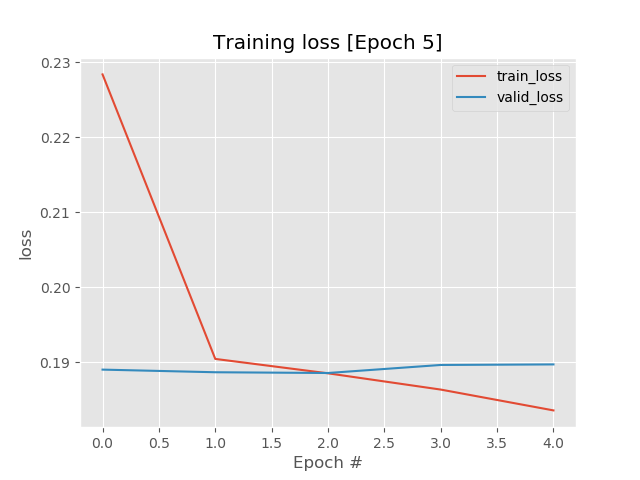 Training loss [Epoch 5]
train_loss
valid_loss
0.23
0.22
0.21
0.20
0.19
loss
0.0 0.5 1.0 1.5 2.0 2.5 3.0 3.5 4.0
Epoch #